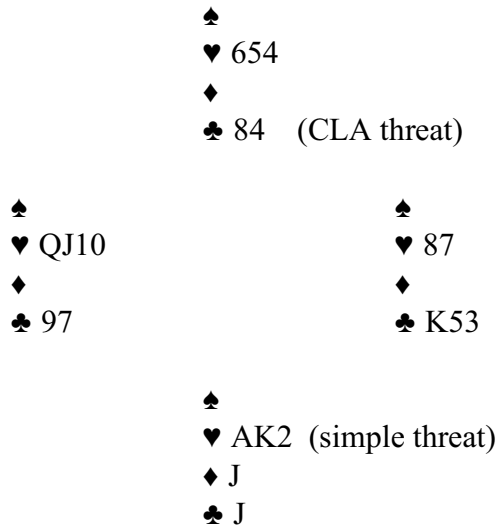 ♠
♥ 654
♦
♣ 84 (CLA threat)
♠
♥ QJ10
♦
♣ 97
♠
♥ 87
♦
♣ K53
♠
♥ AK2 (simple threat)
♦ J
♣ J